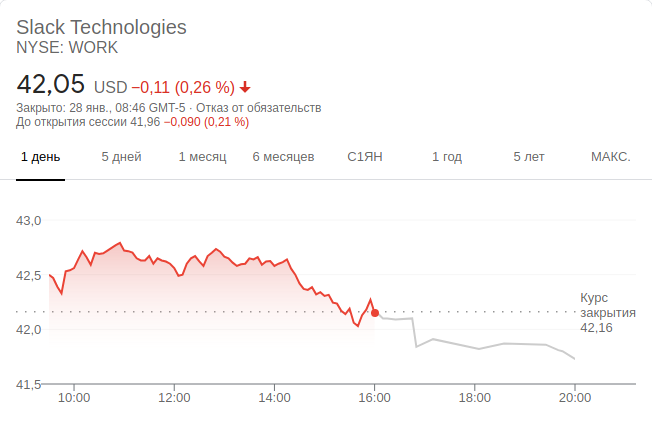 Slack Technologies
NYSE: WORK
42,05 USD −0,11 (0,26 %)
Закрыто: 28 янв., 08:46 GMT-5 · Отказ от обязательств
До открытия сессии 41,96 −0,090 (0,21 %)
1 день 5 дней 1 месяц 6 месяцев С1ЯН 1 год 5 лет МАКС.
43,0
42,5
Курс
закрытия
42,0
42,16
41,5
10:00 12:00 14:00 16:00 18:00 20:00